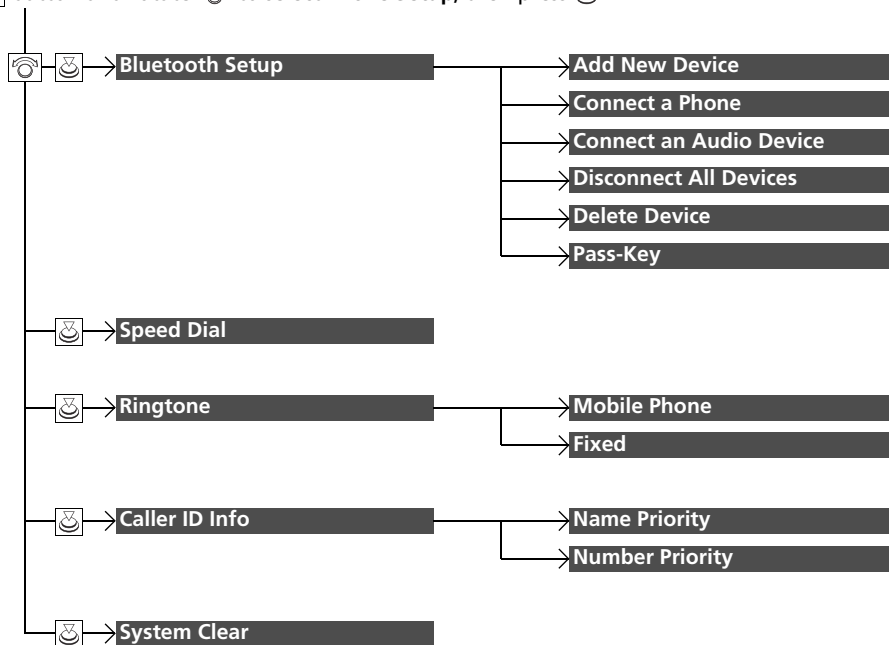 Bluetooth Setup
Add New Device
Connect a Phone
Connect an Audio Device
Disconnect All Devices
Delete Device
Pass-Key
Speed Dial
Ringtone
Mobile Phone
Fixed
Caller ID Info
Name Priority
Number Priority
System Clear